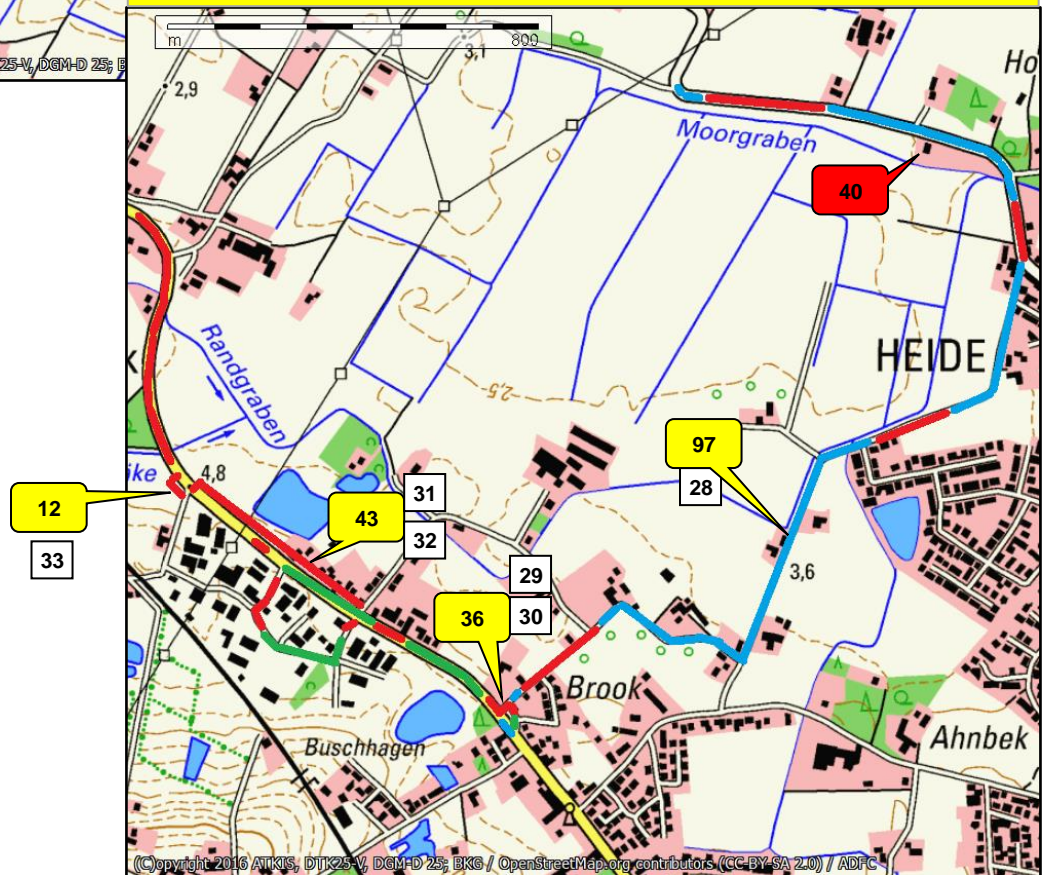 25-V, DGM-D 25; B
m 800
3,1
2,9
Ho
Moorgraben
40
Randgraben
HEIDE
2,5
K
97
28
ke
4,8
31
12
43
32
33
29
3,6
36
30
Brook
Buschhagen
Ahnbek
(C)opyright 2016 ATKIS, DTK25-V, DGM-D 25; BKG / OpenStreetMap.org contributors (CC-BY-SA 2.0) / ADFC